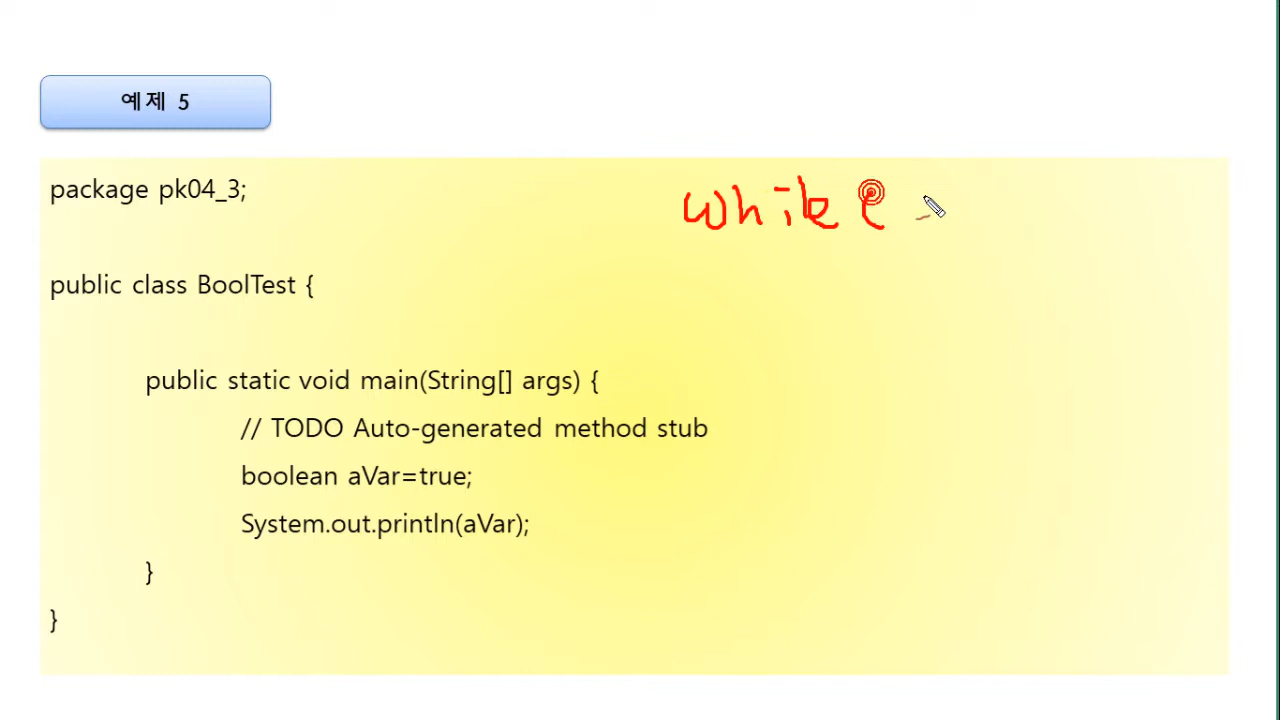 예제 5
package pk04_3;
while (
public class BoolTest {
public static void main(String[] args) {
// TODO Auto-generated method stub
boolean aVar=true;
System.out.println(aVar);
}
}